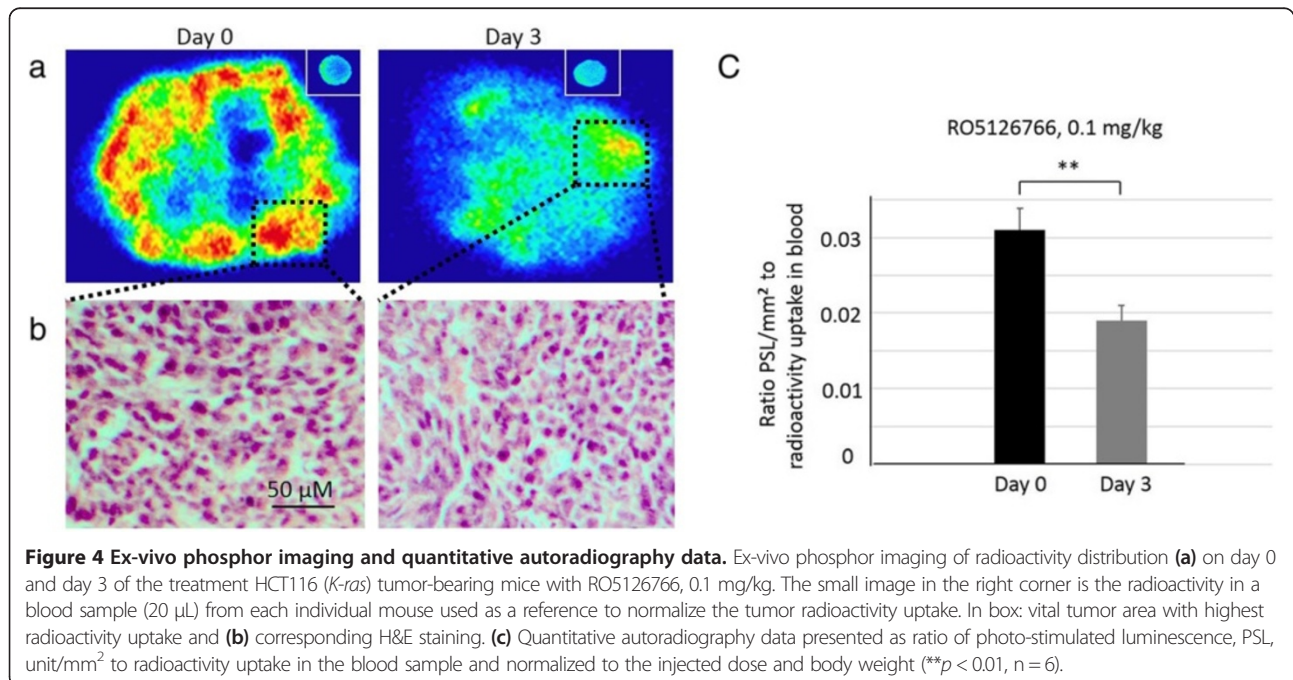 Day 0
Day 3
a
b
50 µM
C
RO5126766, 0.1 mg/kg
**
Ratio PSL/mm² to
radioactivity uptake in blood
0.03
0.02
0.01
0
Day 0
Day 3
Figure 4 Ex-vivo phosphor imaging and quantitative autoradiography data. Ex-vivo phosphor imaging of radioactivity distribution (a) on day 0
and day 3 of the treatment HCT116 (K-ras) tumor-bearing mice with RO5126766, 0.1 mg/kg. The small image in the right corner is the radioactivity in a
blood sample (20 µL) from each individual mouse used as a reference to normalize the tumor radioactivity uptake. In box: vital tumor area with highest
radioactivity uptake and (b) corresponding H&E staining. (c) Quantitative autoradiography data presented as ratio of photo-stimulated luminescence, PSL,
unit/mm² to radioactivity uptake in the blood sample and normalized to the injected dose and body weight (**p < 0.01, n = 6).